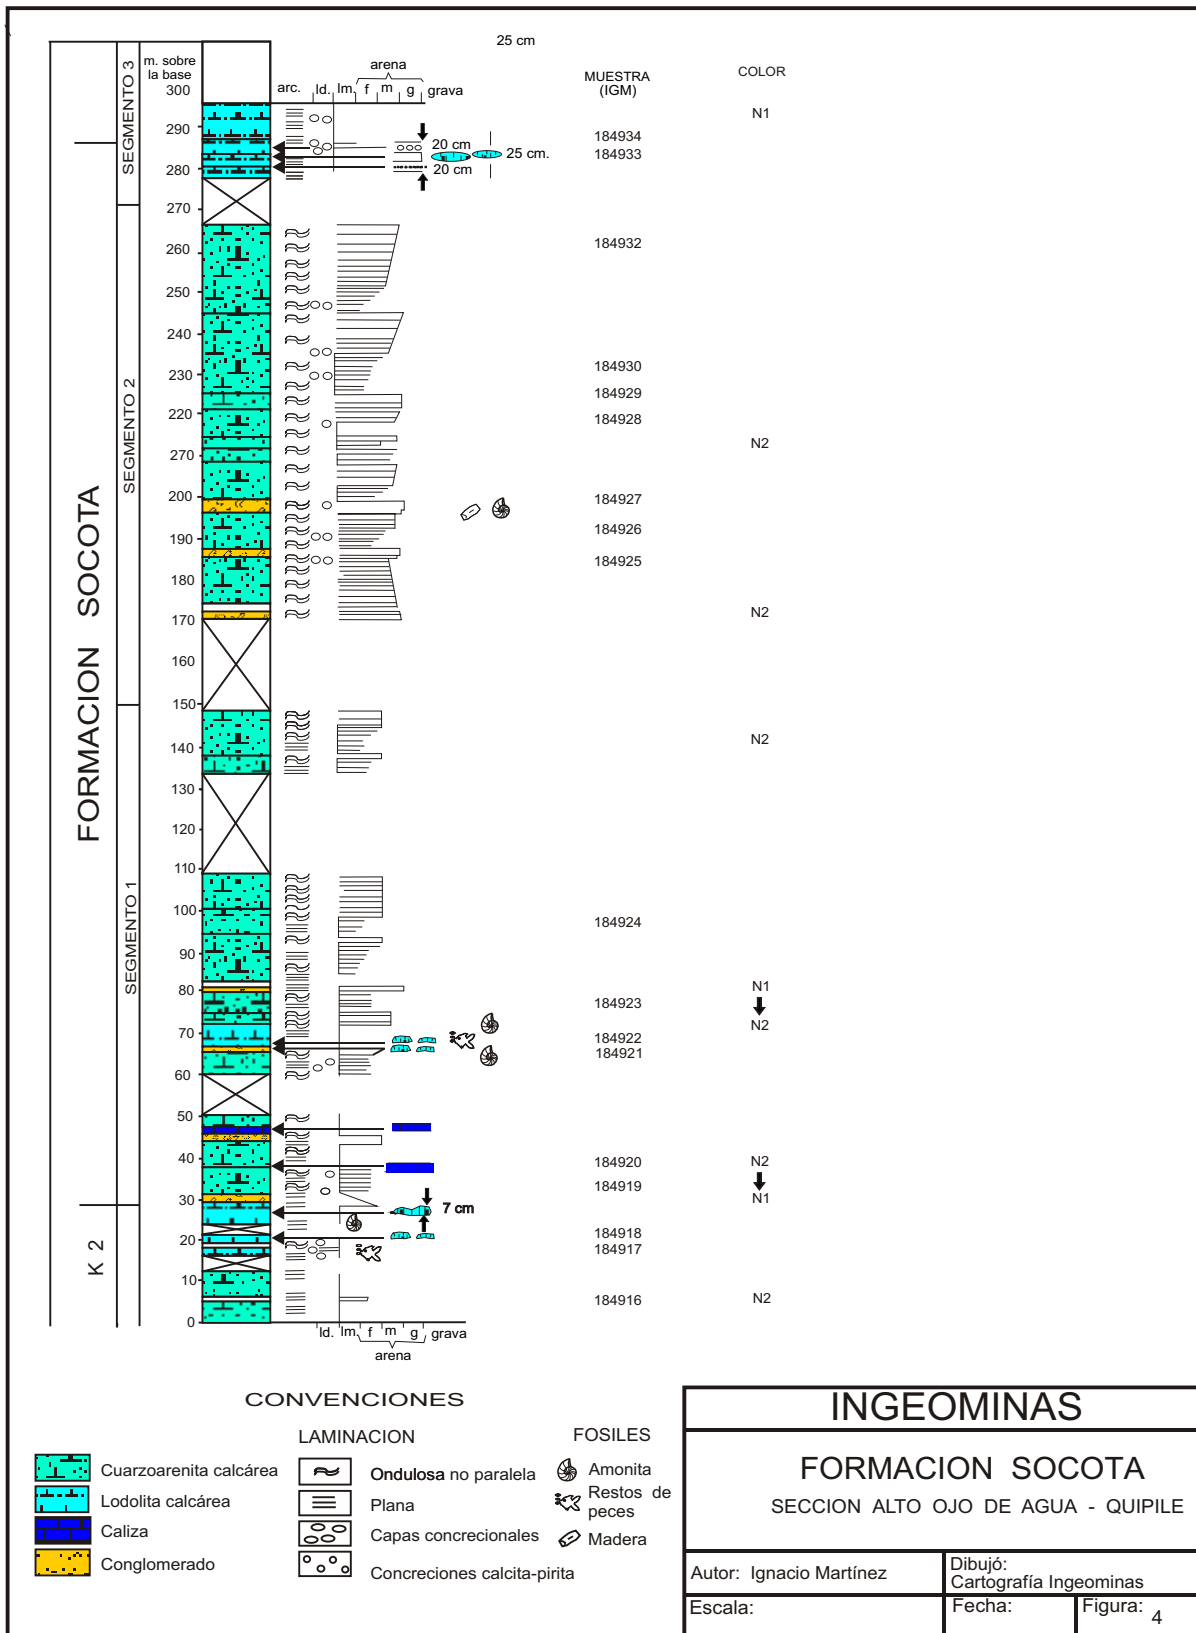 25 cm
m. sobre
la base
arena
arc. ld. lm. f m g grava
MUESTRA
(IGM)
COLOR
FORMACION SOCOTA
K 2
SEGMENTO 3
SEGMENTO 2
SEGMENTO 1
300
N1
290
184934
20 cm
184933
25 cm.
280
20 cm
270
260
184932
250
240
230
184930
184929
220
184928
270
N2
200
184927
190
184926
184925
180
170
N2
160
150
140
N2
130
120
110
100
184924
90
80
N1
184923
70
N2
184922
184921
60
50
40
184920
N2
184919
30
N1
7 cm
20
184918
184917
10
184916
N2
0
ld. lm. f m g grava
arena
CONVENCIONES
Cuarzoarenita calcárea
Lodolita calcárea
Caliza
Conglomerado
LAMINACION
Ondulosa no paralela
Plana
Capas concrecionales
Concreciones calcita-pirita
FOSILES
Amonita
Restos de
peces
Madera
INGEOMINAS
FORMACION SOCOTA
SECCION ALTO OJO DE AGUA - QUIPILE
Autor: Ignacio Martínez
Dibujó:
Cartografía Ingeominas
Escala:
Fecha:
Figura: 4